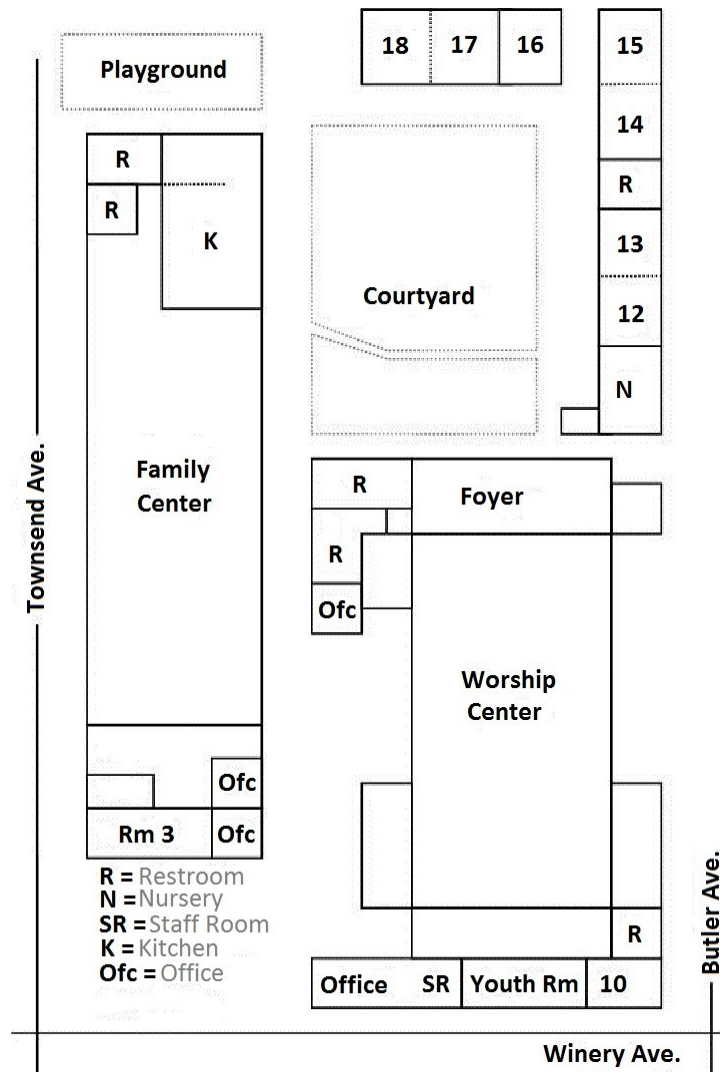 18 17 16 15
Playground
14
R
R
R
K
13
Courtyard
12
N
Family
Center
R
Foyer
Townsend Ave.
R
Ofc
Worship
Center
Ofc
Rm 3 Ofc
R = Restroom
N = Nursery
SR = Staff Room
K = Kitchen
Ofc = Office
R
Office SR Youth Rm 10
Butler Ave.
Winery Ave.